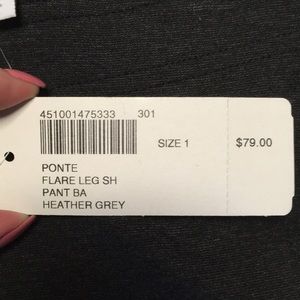 451001475333 301
SIZE 1 $79.00
PONTE
FLARE LEG SH
PANT BA
HEATHER GREY